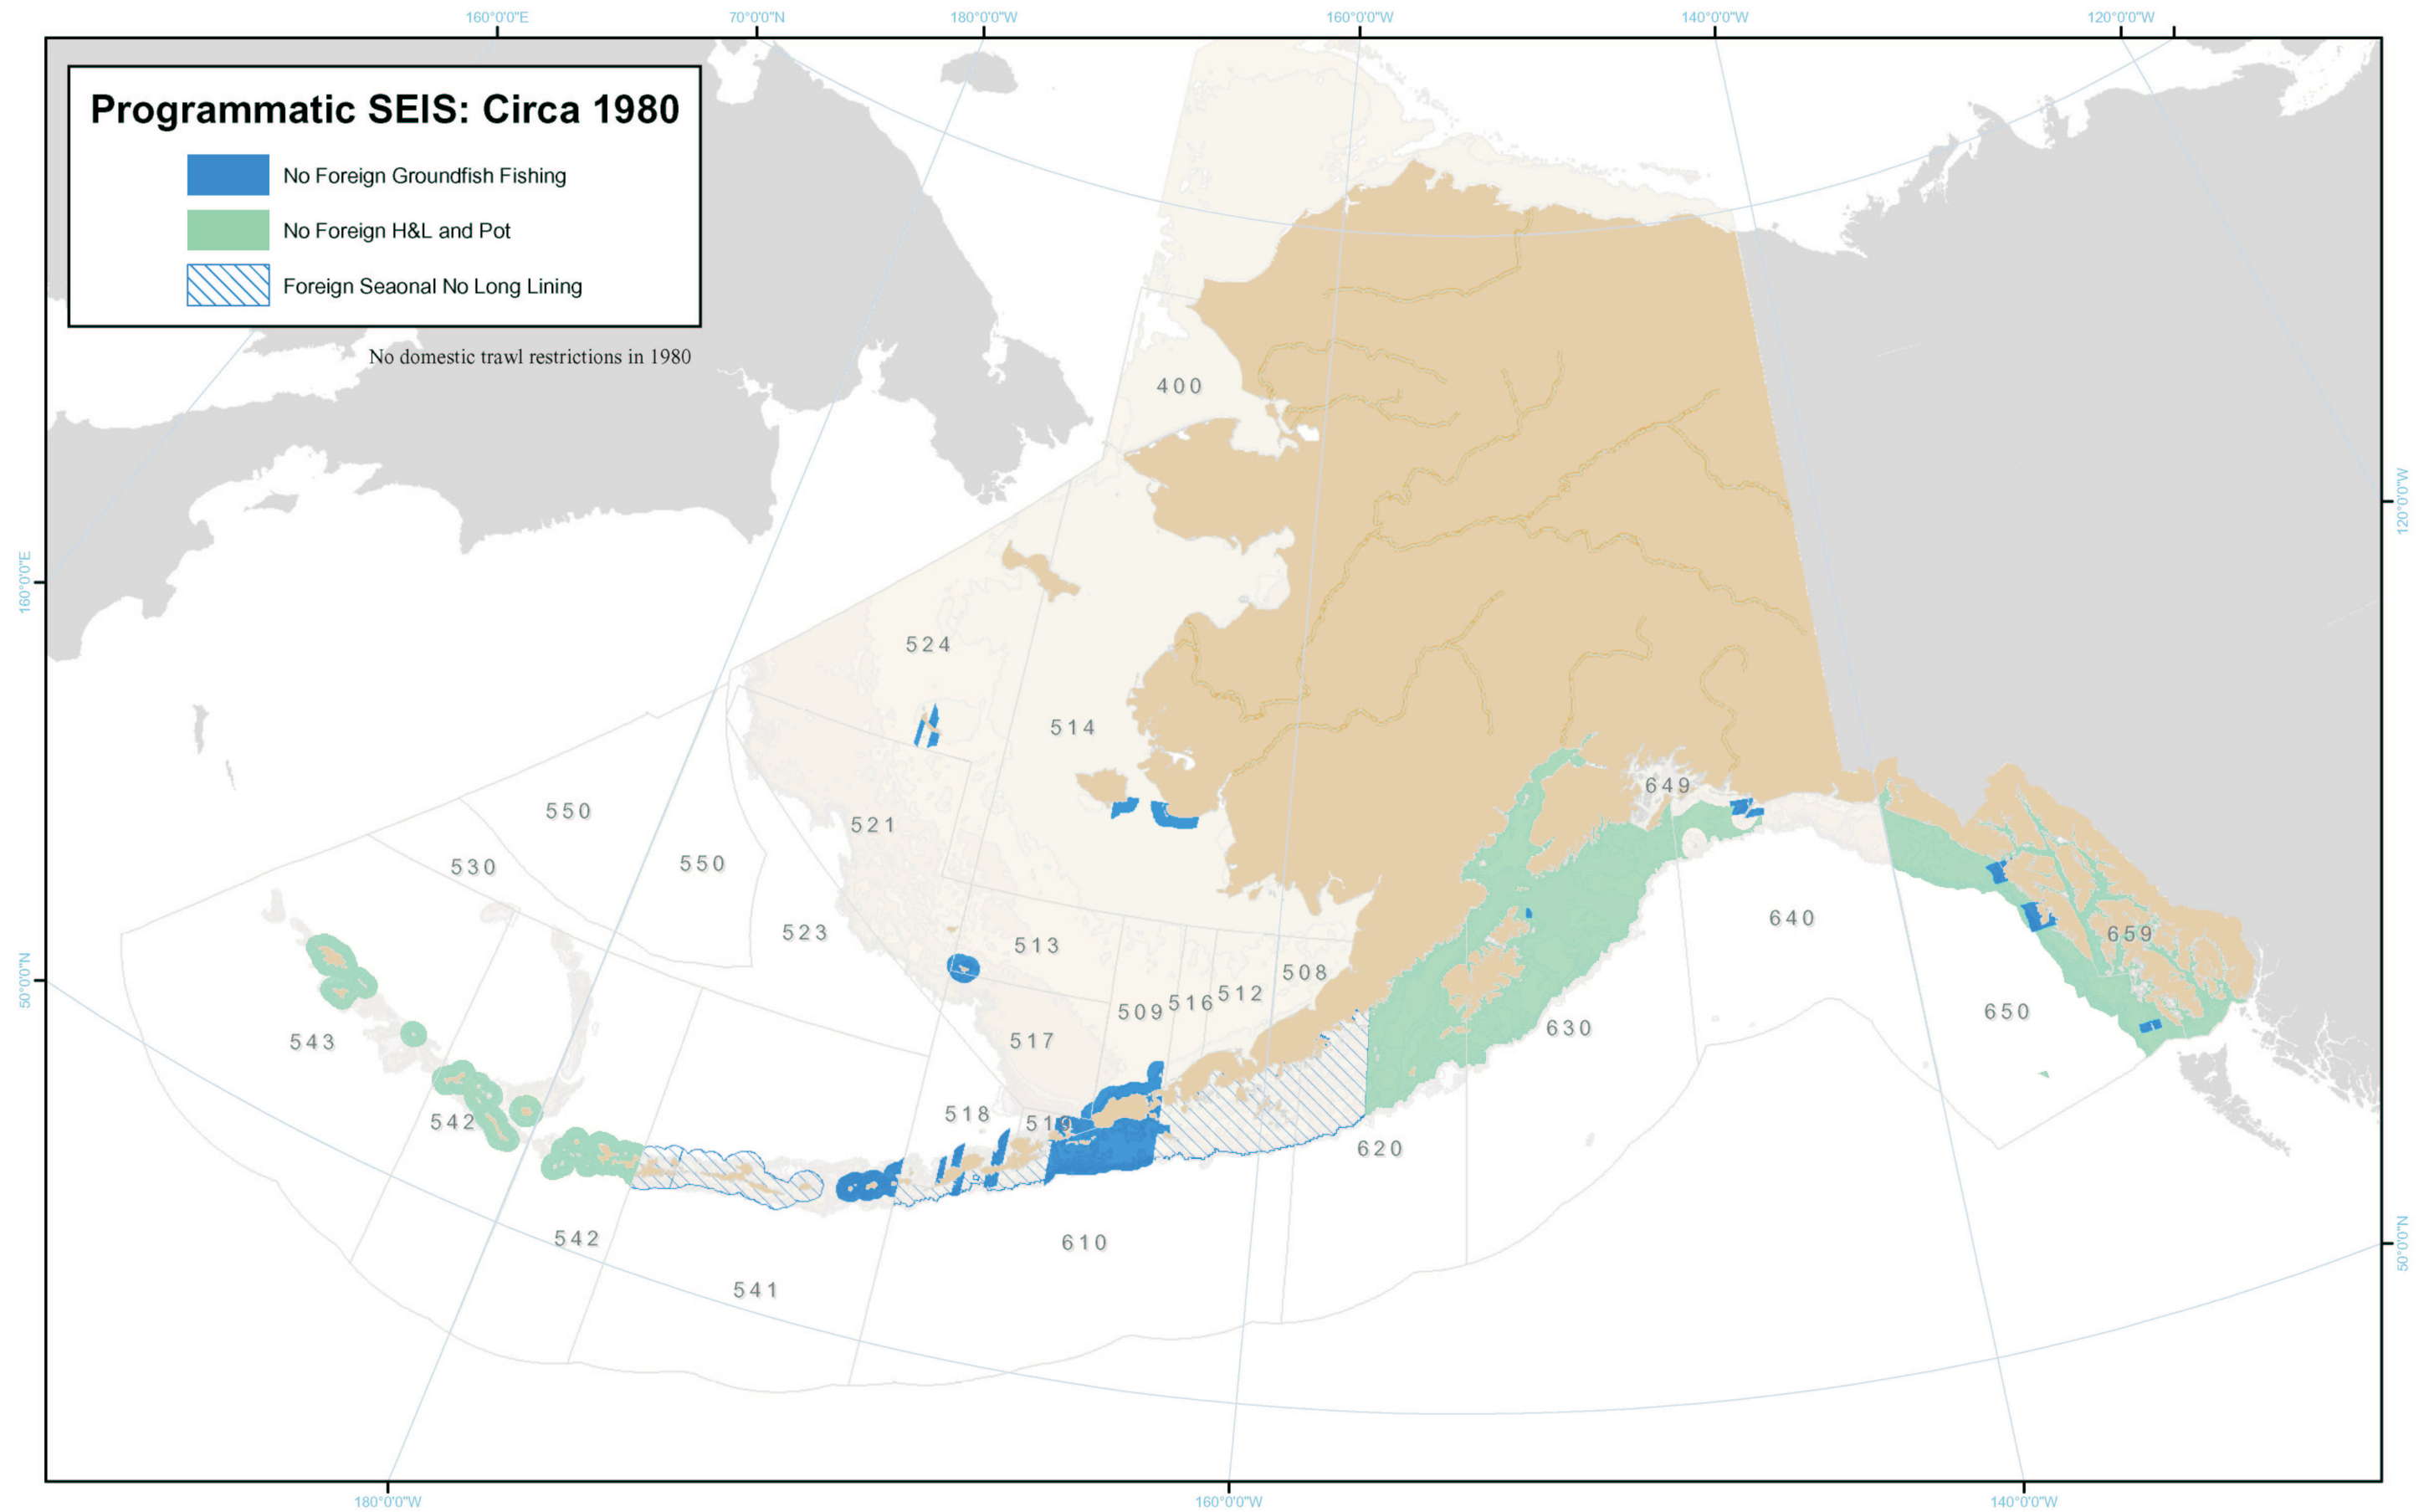 160°0'0"E 70°0'0"N 180°0'0"W 160°0'0"W 140°0'0"W 120°0'0"W
Programmatic SEIS: Circa 1980
No Foreign Groundfish Fishing
No Foreign H&L and Pot
Foreign Seaonal No Long Lining
No domestic trawl restrictions in 1980
400
120°0'0"W
160°0'0"E
524
514
649
550
521
550
530
640
523
659
513
50°0'0"N
508
512
516
509
650
630
517
543
518
519
542
620
542
610
50°0'0"N
541
180°0'0"W 160°0'0"W 140°0'0"W